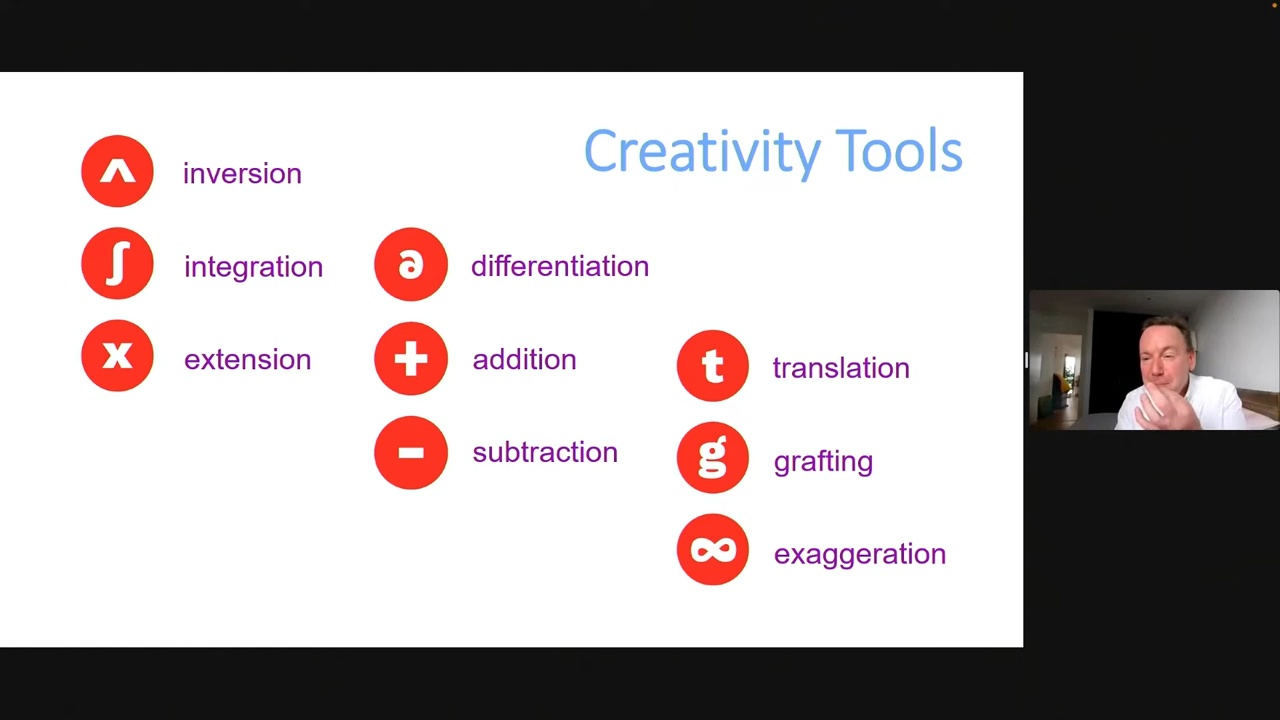 Creativity Tools
^ inversion
∫ integration
x extension
∂ differentiation
+ addition
- subtraction
t translation
g grafting
∞ exaggeration